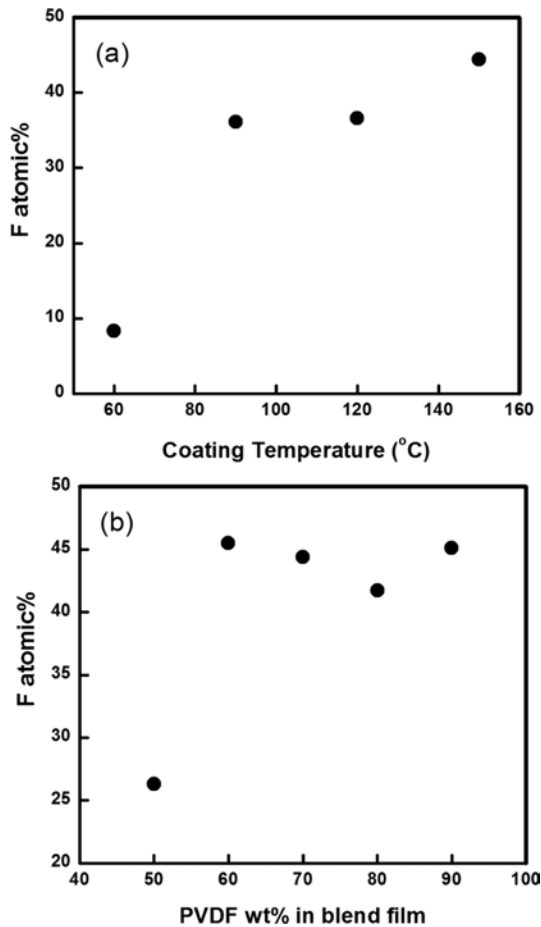 (a)
50
40
30
20
10
0
F atomic%
60 80 100 120 140 160
Coating Temperature (°C)
(b)
50
45
40
35
30
25
20
F atomic%
40 50 60 70 80 90 100
PVDF wt% in blend film